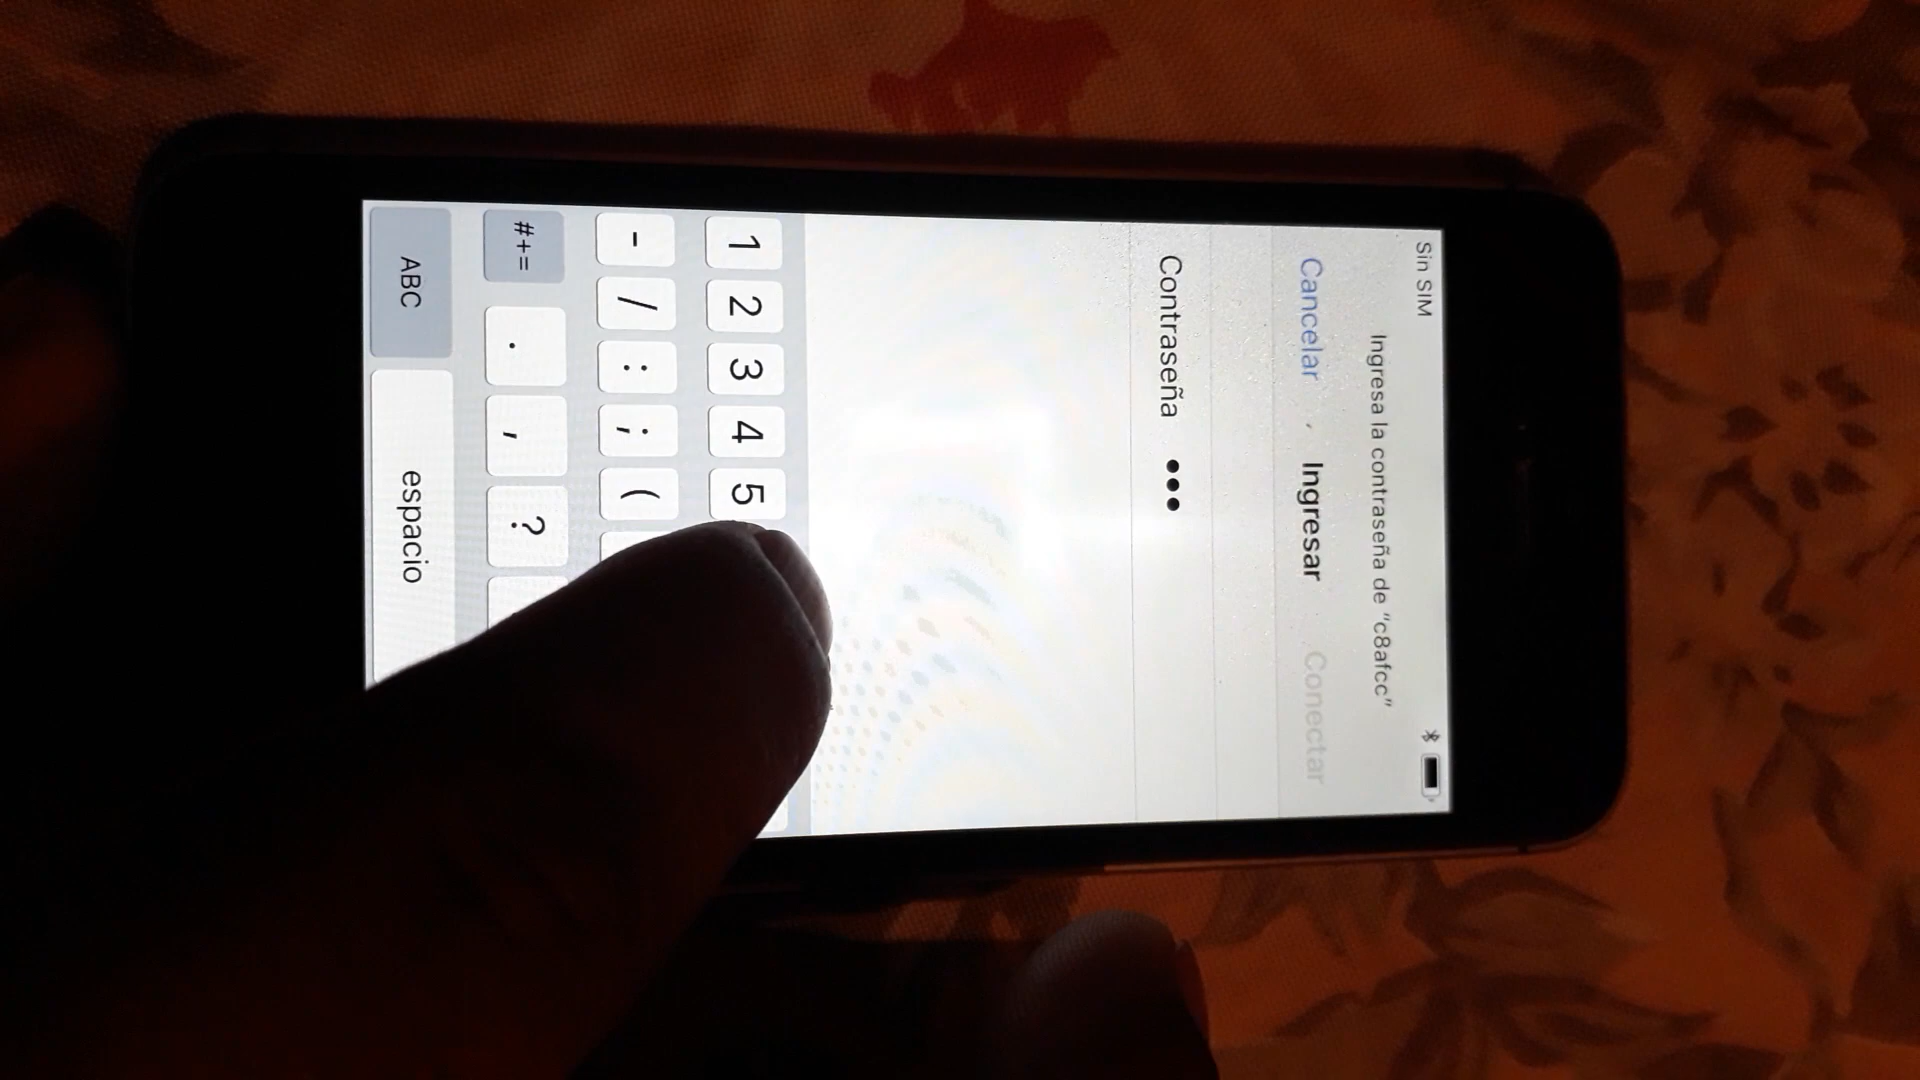 Sin SIM
Ingresa la contraseña de "c8afcc"
Cancelar Ingresar Conectar
Contraseña •••
1 2 3 4 5
- / : ; (
#+= . , ?
ABC espacio